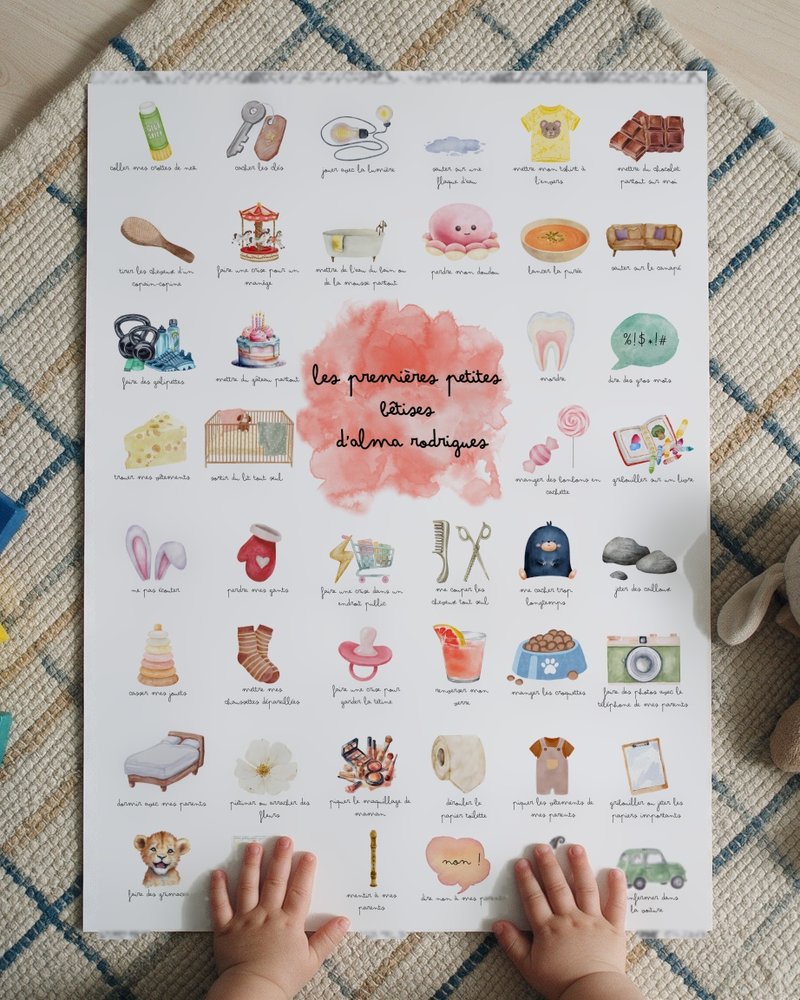 coller mes crottes de nez
cacher les clés
jouer avec la lumière
sauter sur une
flaque d'eau
mettre mon tshirt à
l'envers
mettre du chocolat
partout sur moi
tirer les cheveux d'un
copain-copine
faire une crise pour un
manège
mettre de l'eau du bain ou
de la mousse partout
perdre mon doudou
lancer la purée
sauter sur le canapé
faire des galipettes
mettre du gâteau partout
les premières petites
bêtises
d'alma rodrigues
mordre
%!$*!#
dire des gros mots
trouer mes vêtements
sortir du lit tout seul
manger des bonbons en
cachette
gribouiller sur un livre
ne pas écouter
perdre mes gants
faire une crise dans un
endroit public
me couper les
cheveux tout seul
me cacher trop
longtemps
jeter des cailloux
casser mes jouets
mettre mes
chaussettes dépareillées
faire une crise pour
garder la tétine
renverser mon
verre
manger les croquettes
faire des photos avec le
téléphone de mes parents
dormir avec mes parents
piétiner ou arracher des
fleurs
piquer le maquillage de
maman
dérouler le
papier toilette
piquer les vêtements de
mes parents
gribouiller ou jeter les
papiers importants
faire des grimaces
mentir à mes
parents
non !
dire non à mes parents
enfermer dans
la voiture